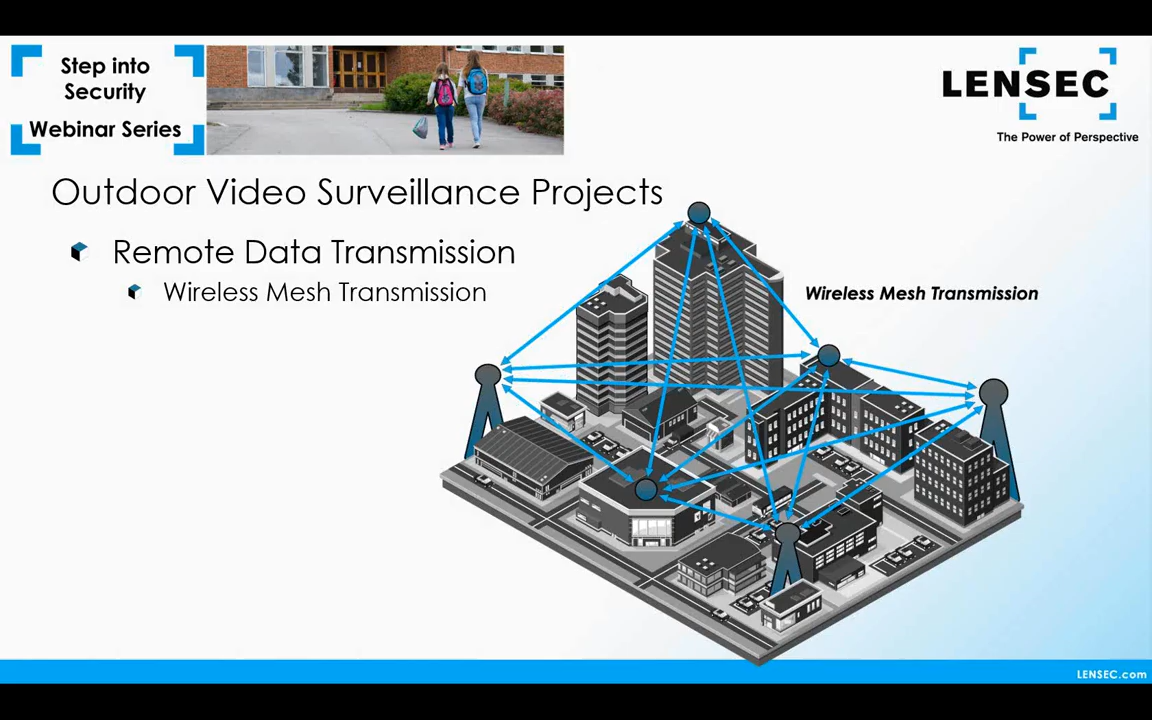 Step into
Security
Webinar Series
LENSEC
The Power of Perspective
Outdoor Video Surveillance Projects
Remote Data Transmission
Wireless Mesh Transmission
Wireless Mesh Transmission
LENSEC.com